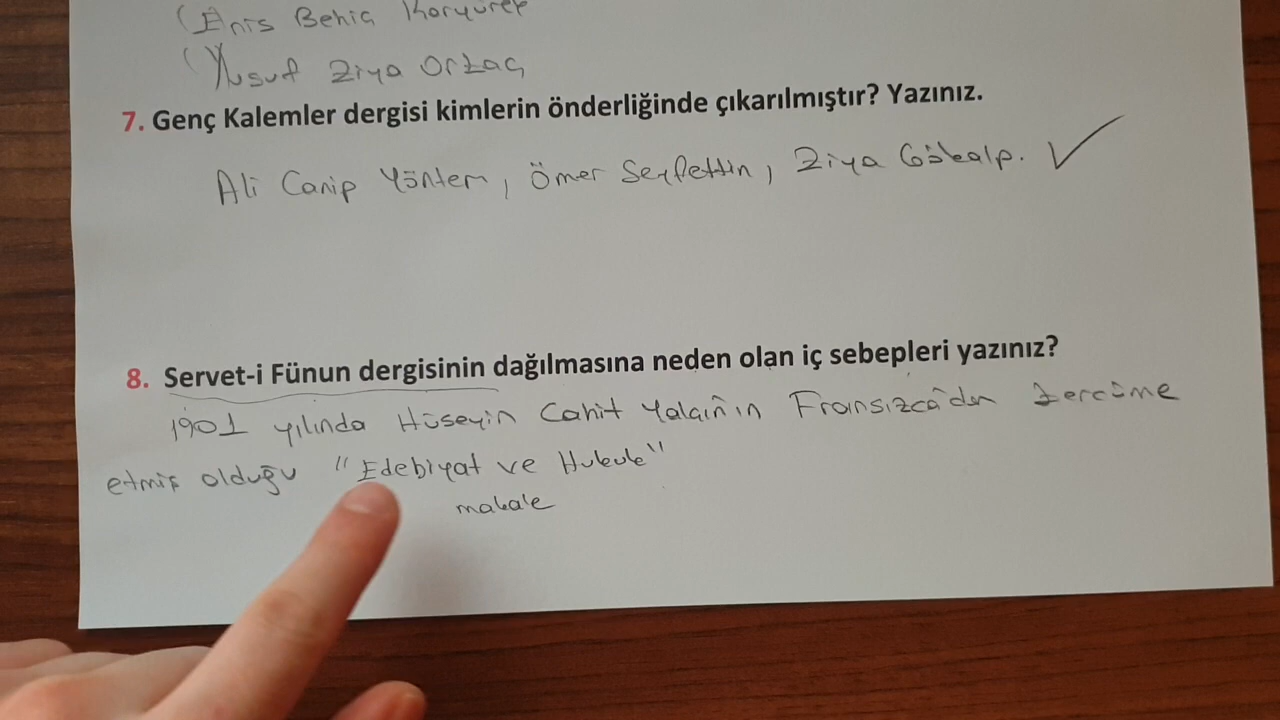 (Enis Behiç Koryürek
(Yusuf Ziya Ortaç
7. Genç Kalemler dergisi kimlerin önderliğinde çıkarılmıştır? Yazınız.
Ali Canip Yöntem, Ömer Seyfettin, Ziya Gökalp. ✓
8. Servet-i Fünun dergisinin dağılmasına neden olan iç sebepleri yazınız?
1901 yılında Hüseyin Cahit Yalçın'ın Fransızca'dan tercüme
etmiş olduğu "Edebiyat ve Hukuk"
makale